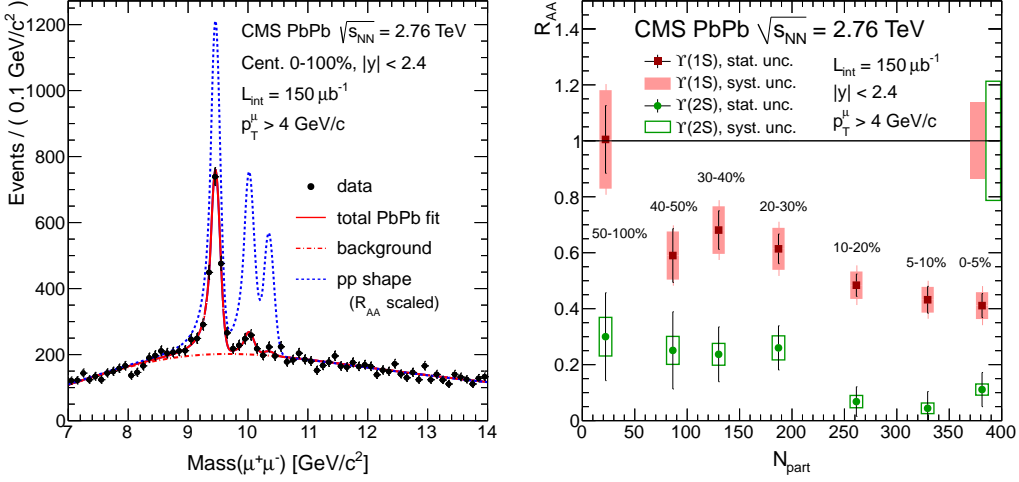 CMS PbPb √sNN = 2.76 TeV
Cent. 0-100%, |y| < 2.4
Lint = 150 μb-1
pTμ > 4 GeV/c
data
total PbPb fit
background
pp shape
(RAA scaled)
Events / ( 0.1 GeV/c2 )
1200
1000
800
600
400
200
0
7 8 9 10 11 12 13 14
Mass(μ+μ-) [GeV/c2]
CMS PbPb √sNN = 2.76 TeV
ϒ(1S), stat. unc.
ϒ(1S), syst. unc.
ϒ(2S), stat. unc.
ϒ(2S), syst. unc.
Lint = 150 μb-1
|y| < 2.4
pTμ > 4 GeV/c
RAA
1.4
1.2
1
0.8
0.6
0.4
0.2
0
50-100%
40-50%
30-40%
20-30%
10-20%
5-10%
0-5%
0 50 100 150 200 250 300 350 400
Npart